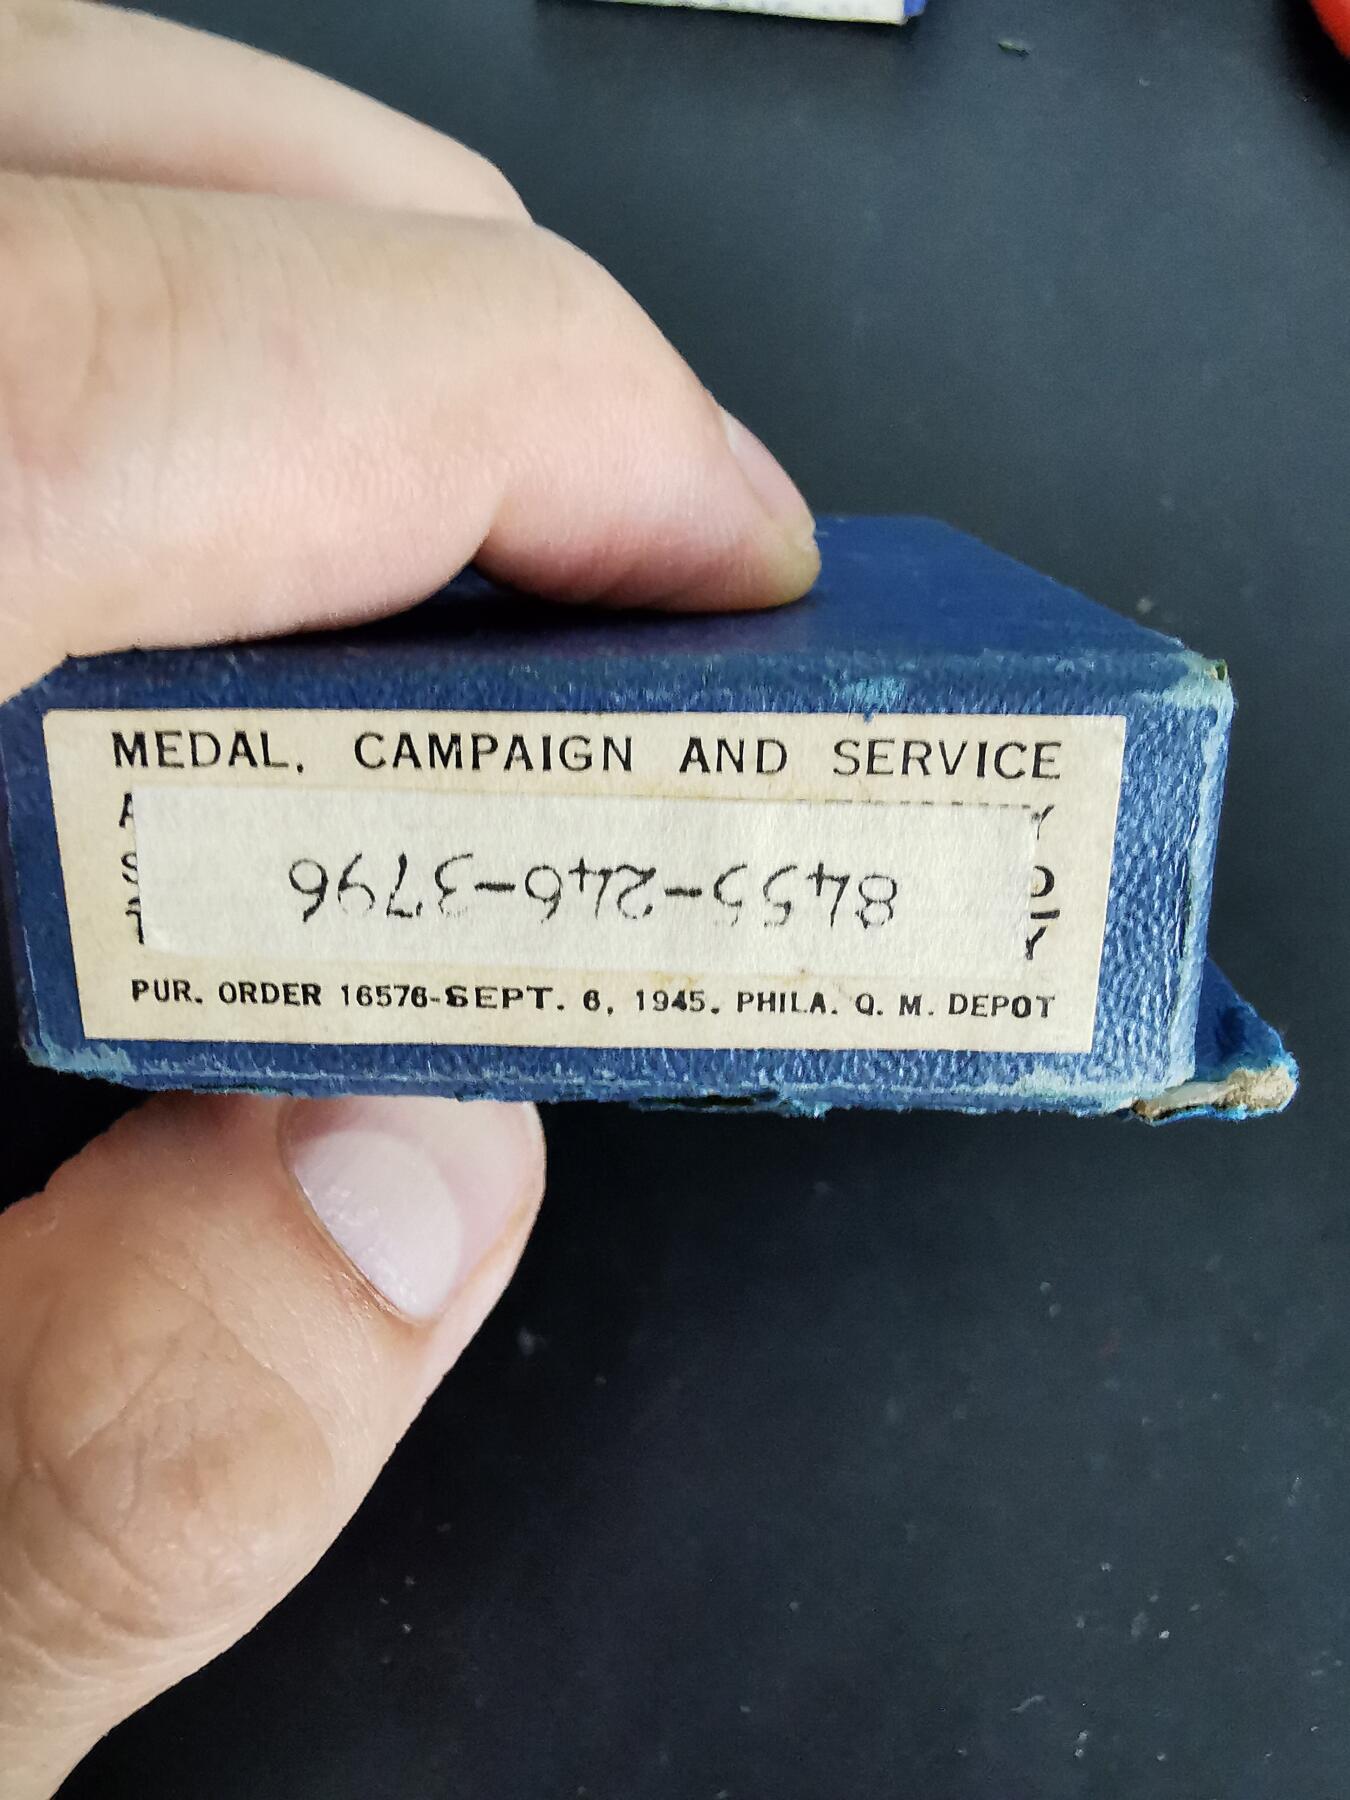 MEDAL, CAMPAIGN AND SERVICE
8455-246-3796
PUR. ORDER 16576-SEPT. 6, 1945. PHILA. Q. M. DEPOT